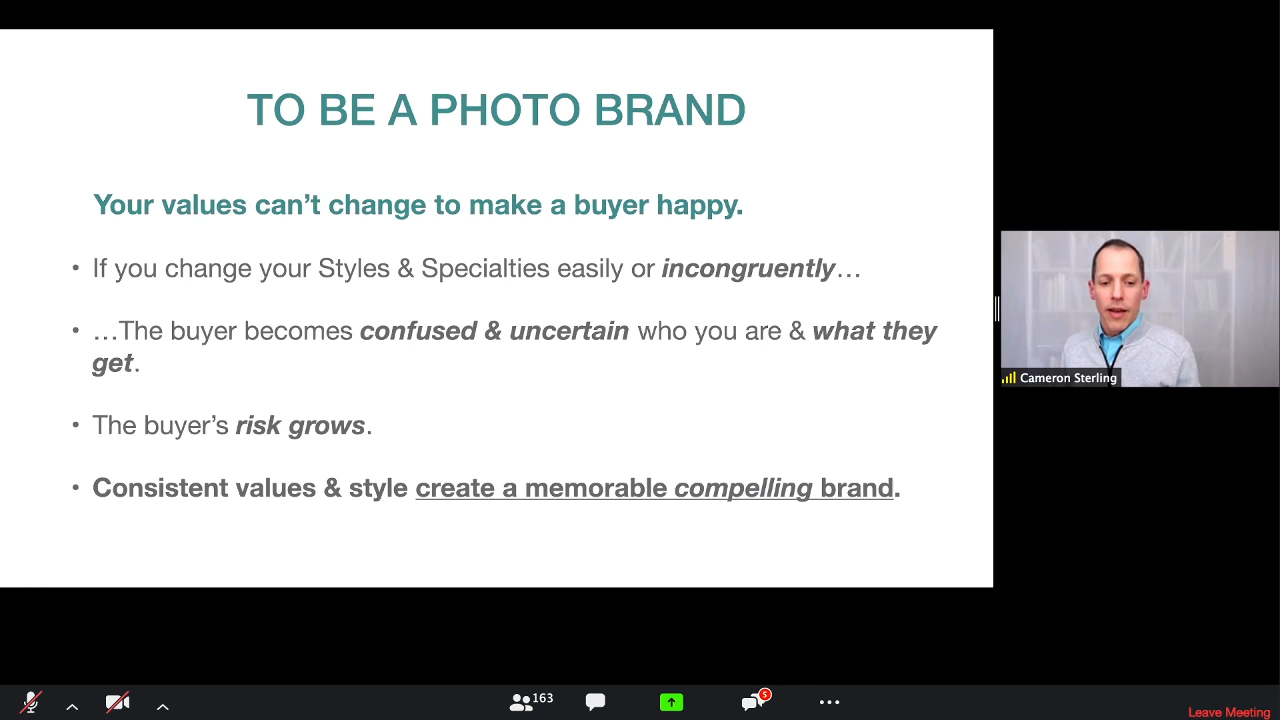 TO BE A PHOTO BRAND
Your values can’t change to make a buyer happy.
• If you change your Styles & Specialties easily or incongruently…
• …The buyer becomes confused & uncertain who you are & what they
get.
• The buyer’s risk grows.
• Consistent values & style create a memorable compelling brand.
Cameron Sterling
163
5
Leave Meeting